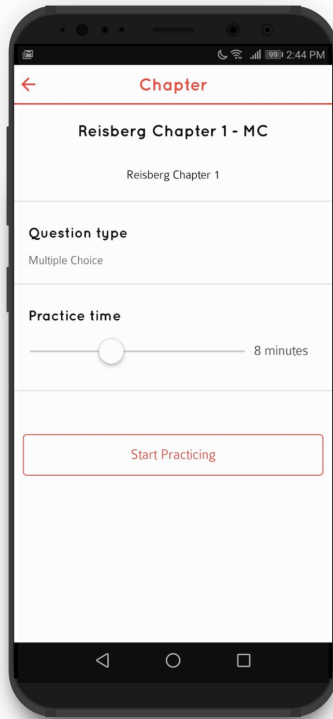 99 2:44 PM
Chapter
Reisberg Chapter 1 - MC
Reisberg Chapter 1
Question type
Multiple Choice
Practice time
8 minutes
Start Practicing